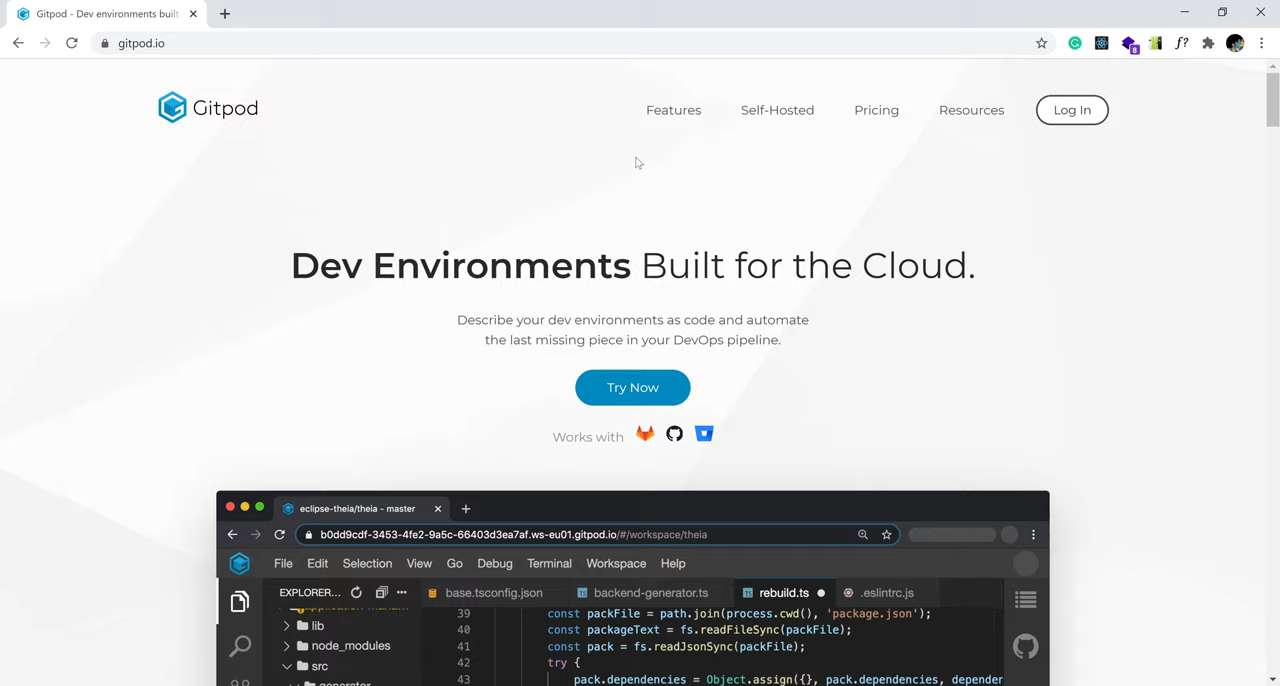 Gitpod - Dev environments built
gitpod.io
8
f?
Gitpod
Features Self-Hosted Pricing Resources Log In
Dev Environments Built for the Cloud.
Describe your dev environments as code and automate
the last missing piece in your DevOps pipeline.
Try Now
Works with
eclipse-theia/theia - master
b0dd9cdf-3453-4fe2-9a5c-66403d3ea7af.ws-eu01.gitpod.io/#/workspace/theia
File Edit Selection View Go Debug Terminal Workspace Help
EXPLORER... base.tsconfig.json backend-generator.ts rebuild.ts .eslintrc.js
39 const packFile = path.join(process.cwd(), 'package.json');
lib
40 const packageText = fs.readFileSync(packFile);
node_modules
41 const pack = fs.readJsonSync(packFile);
src
42 try {
43 pack.dependencies = Object.assign({}, pack.dependencies, dependen
generator